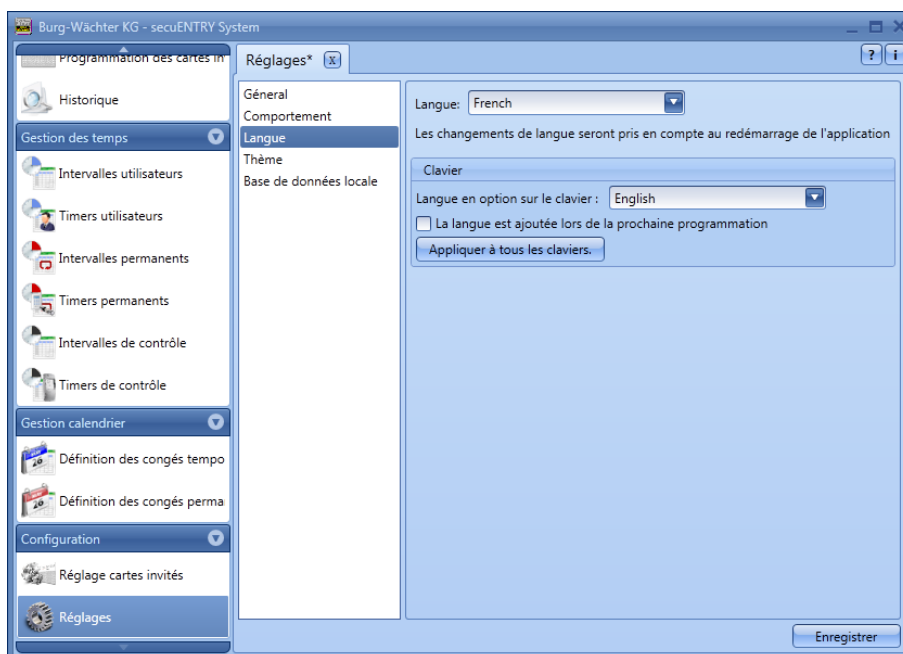 Burg-Wächter KG - secuENTRY System
Programmation des cartes in
Historique
Gestion des temps
Intervalles utilisateurs
Timers utilisateurs
Intervalles permanents
Timers permanents
Intervalles de contrôle
Timers de contrôle
Gestion calendrier
Définition des congés tempo
Définition des congés perma
Configuration
Réglage cartes invités
Réglages
Réglages* x
? i
Géneral
Comportement
Langue
Thème
Base de données locale
Langue: French
Les changements de langue seront pris en compte au redémarrage de l'application
Clavier
Langue en option sur le clavier : English
La langue est ajoutée lors de la prochaine programmation
Appliquer à tous les claviers.
Enregistrer